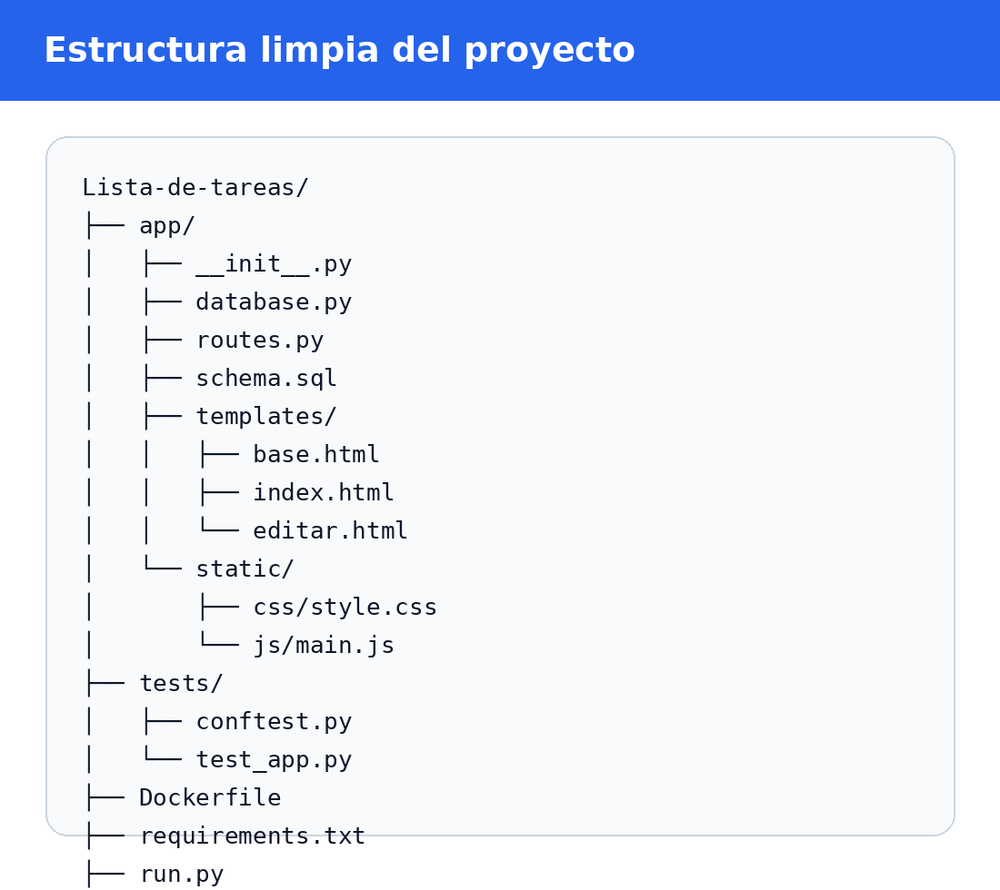 Estructura limpia del proyecto
Lista-de-tareas/
├── app/
│   ├── __init__.py
│   ├── database.py
│   ├── routes.py
│   ├── schema.sql
│   ├── templates/
│   │   ├── base.html
│   │   ├── index.html
│   │   └── editar.html
│   └── static/
│       ├── css/style.css
│       └── js/main.js
├── tests/
│   ├── conftest.py
│   └── test_app.py
├── Dockerfile
├── requirements.txt
├── run.py